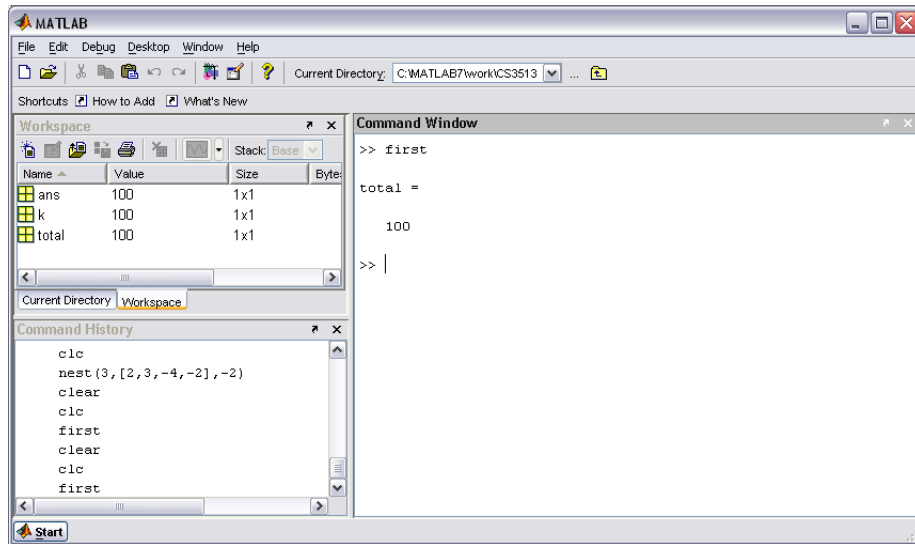 MATLAB
File Edit Debug Desktop Window Help
Current Directory: C:\MATLAB7\work\CS3513 ...
Shortcuts How to Add What's New
Workspace
Stack: Base
Name Value Size Byte
ans 100 1x1
k 100 1x1
total 100 1x1
Current Directory Workspace
Command History
clc
nest(3,[2,3,-4,-2],-2)
clear
clc
first
clear
clc
first
Start
Command Window
>> first
total =
100
>>